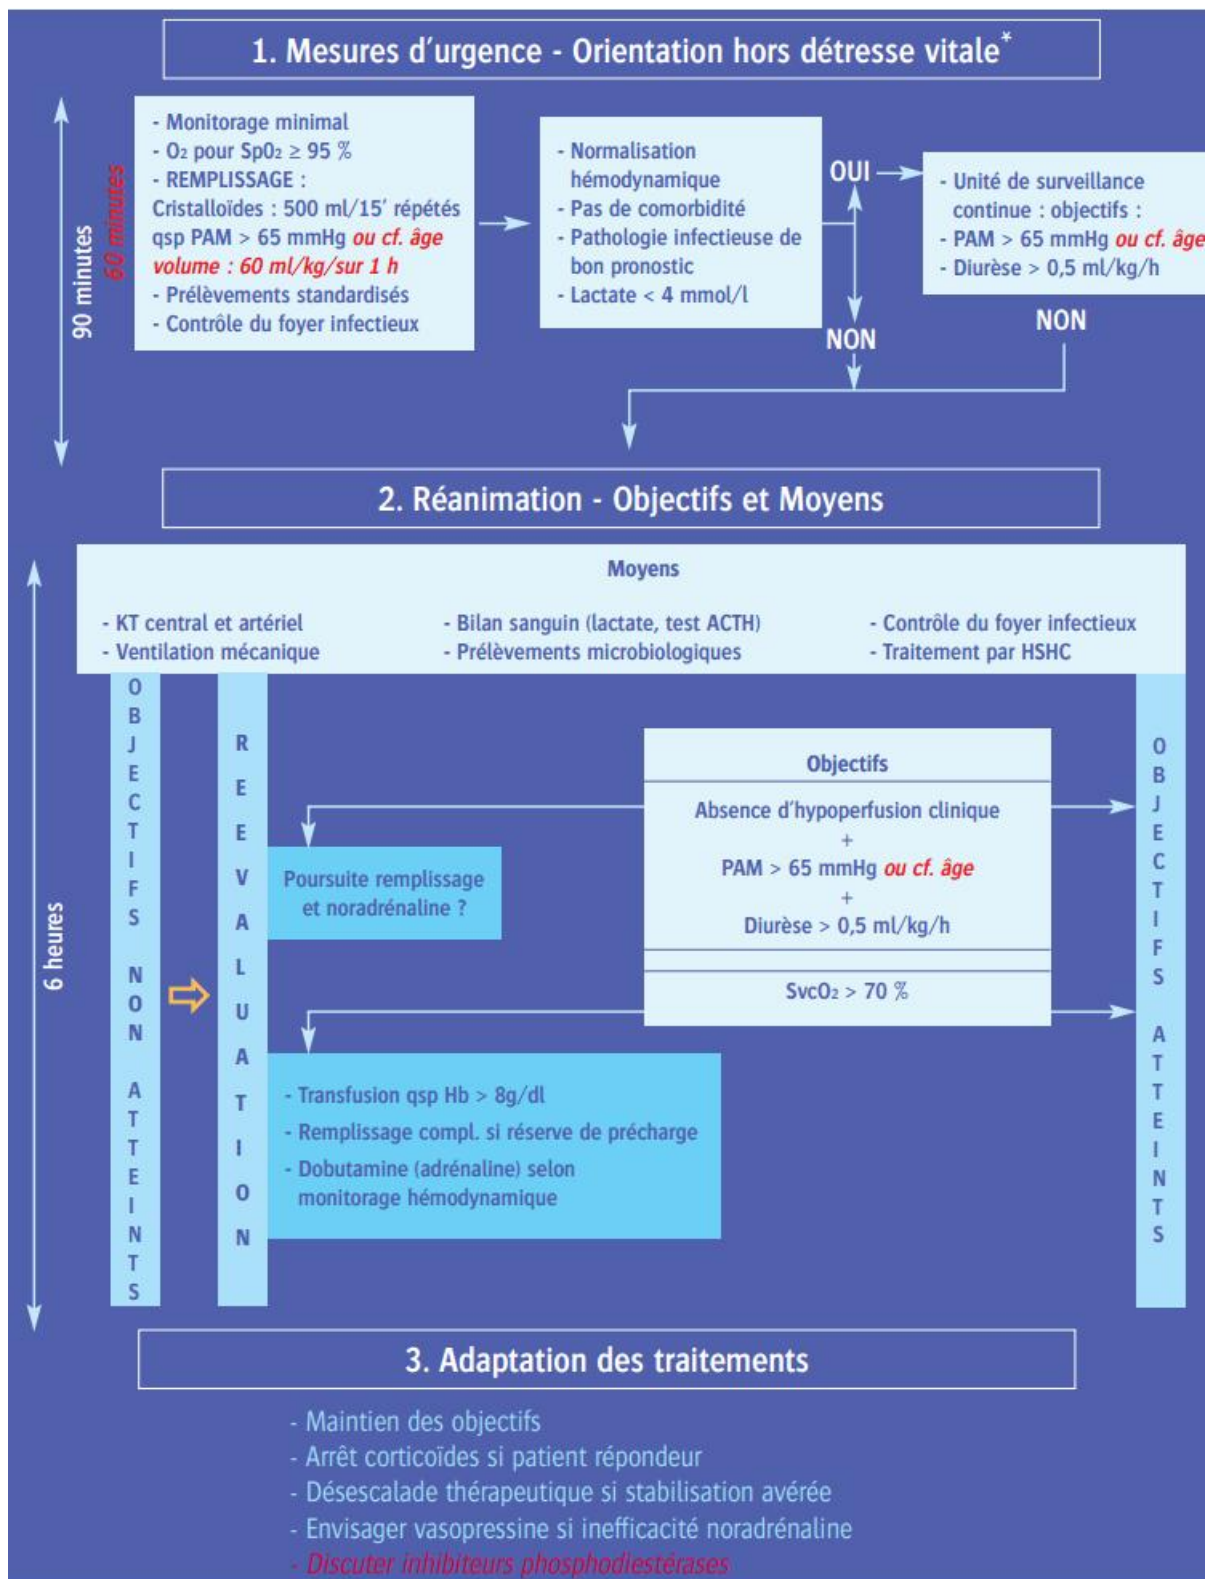 1. Mesures d'urgence - Orientation hors détresse vitale*
90 minutes
60 minutes
- Monitorage minimal
- O2 pour SpO2 ≥ 95 %
- REMPLISSAGE :
Cristalloïdes : 500 ml/15' répétés
qsp PAM > 65 mmHg ou cf. âge
volume : 60 ml/kg/sur 1 h
- Prélèvements standardisés
- Contrôle du foyer infectieux
- Normalisation
hémodynamique
- Pas de comorbidité
- Pathologie infectieuse de
bon pronostic
- Lactate < 4 mmol/l
OUI
NON
- Unité de surveillance
continue : objectifs :
- PAM > 65 mmHg ou cf. âge
- Diurèse > 0,5 ml/kg/h
NON
2. Réanimation - Objectifs et Moyens
6 heures
Moyens
- KT central et artériel
- Ventilation mécanique
- Bilan sanguin (lactate, test ACTH)
- Prélèvements microbiologiques
- Contrôle du foyer infectieux
- Traitement par HSHC
OBJECTIFS NON ATTEINTS
REEVALUATION
Objectifs
Absence d'hypoperfusion clinique
+
PAM > 65 mmHg ou cf. âge
+
Diurèse > 0,5 ml/kg/h
SvcO2 > 70 %
Poursuite remplissage
et noradrénaline ?
- Transfusion qsp Hb > 8g/dl
- Remplissage compl. si réserve de précharge
- Dobutamine (adrénaline) selon
monitorage hémodynamique
OBJECTIFS ATTEINTS
3. Adaptation des traitements
- Maintien des objectifs
- Arrêt corticoïdes si patient répondeur
- Désescalade thérapeutique si stabilisation avérée
- Envisager vasopressine si inefficacité noradrénaline
- Discuter inhibiteurs phosphodiestérases